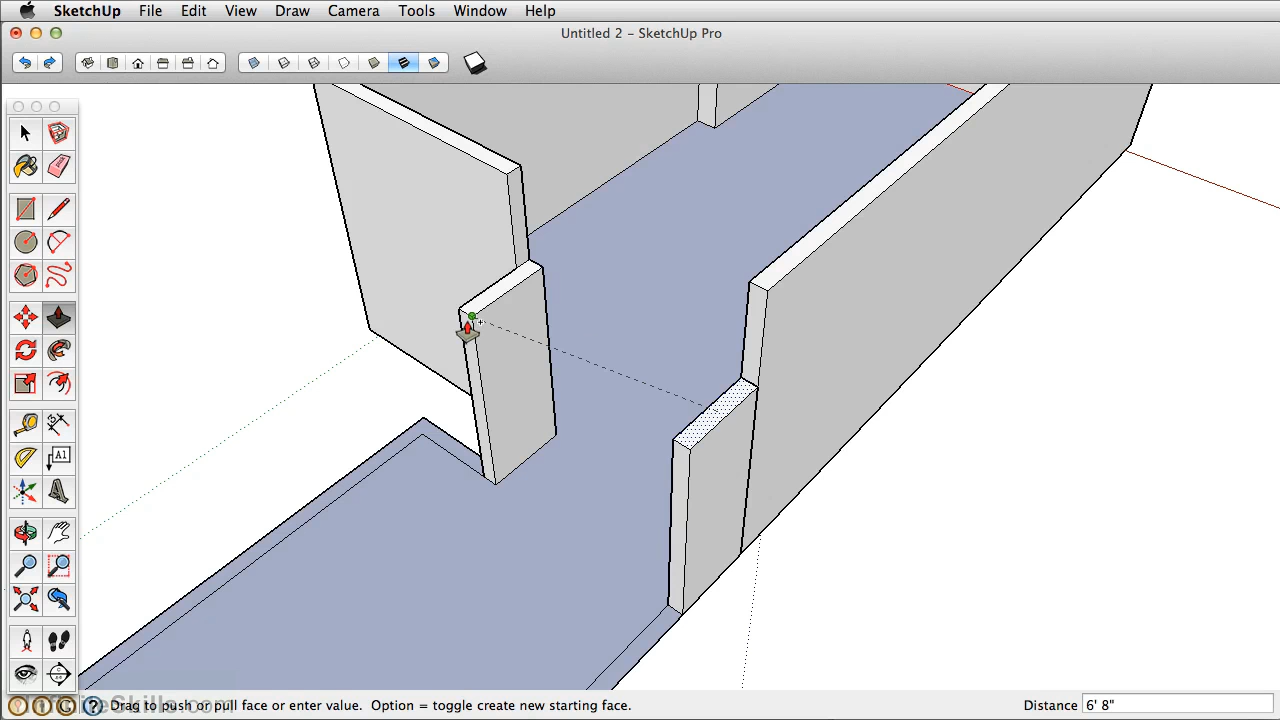 SketchUp File Edit View Draw Camera Tools Window Help
Untitled 2 – SketchUp Pro
A1
Drag to push or pull face or enter value. Option = toggle create new starting face.
Distance 6' 8"